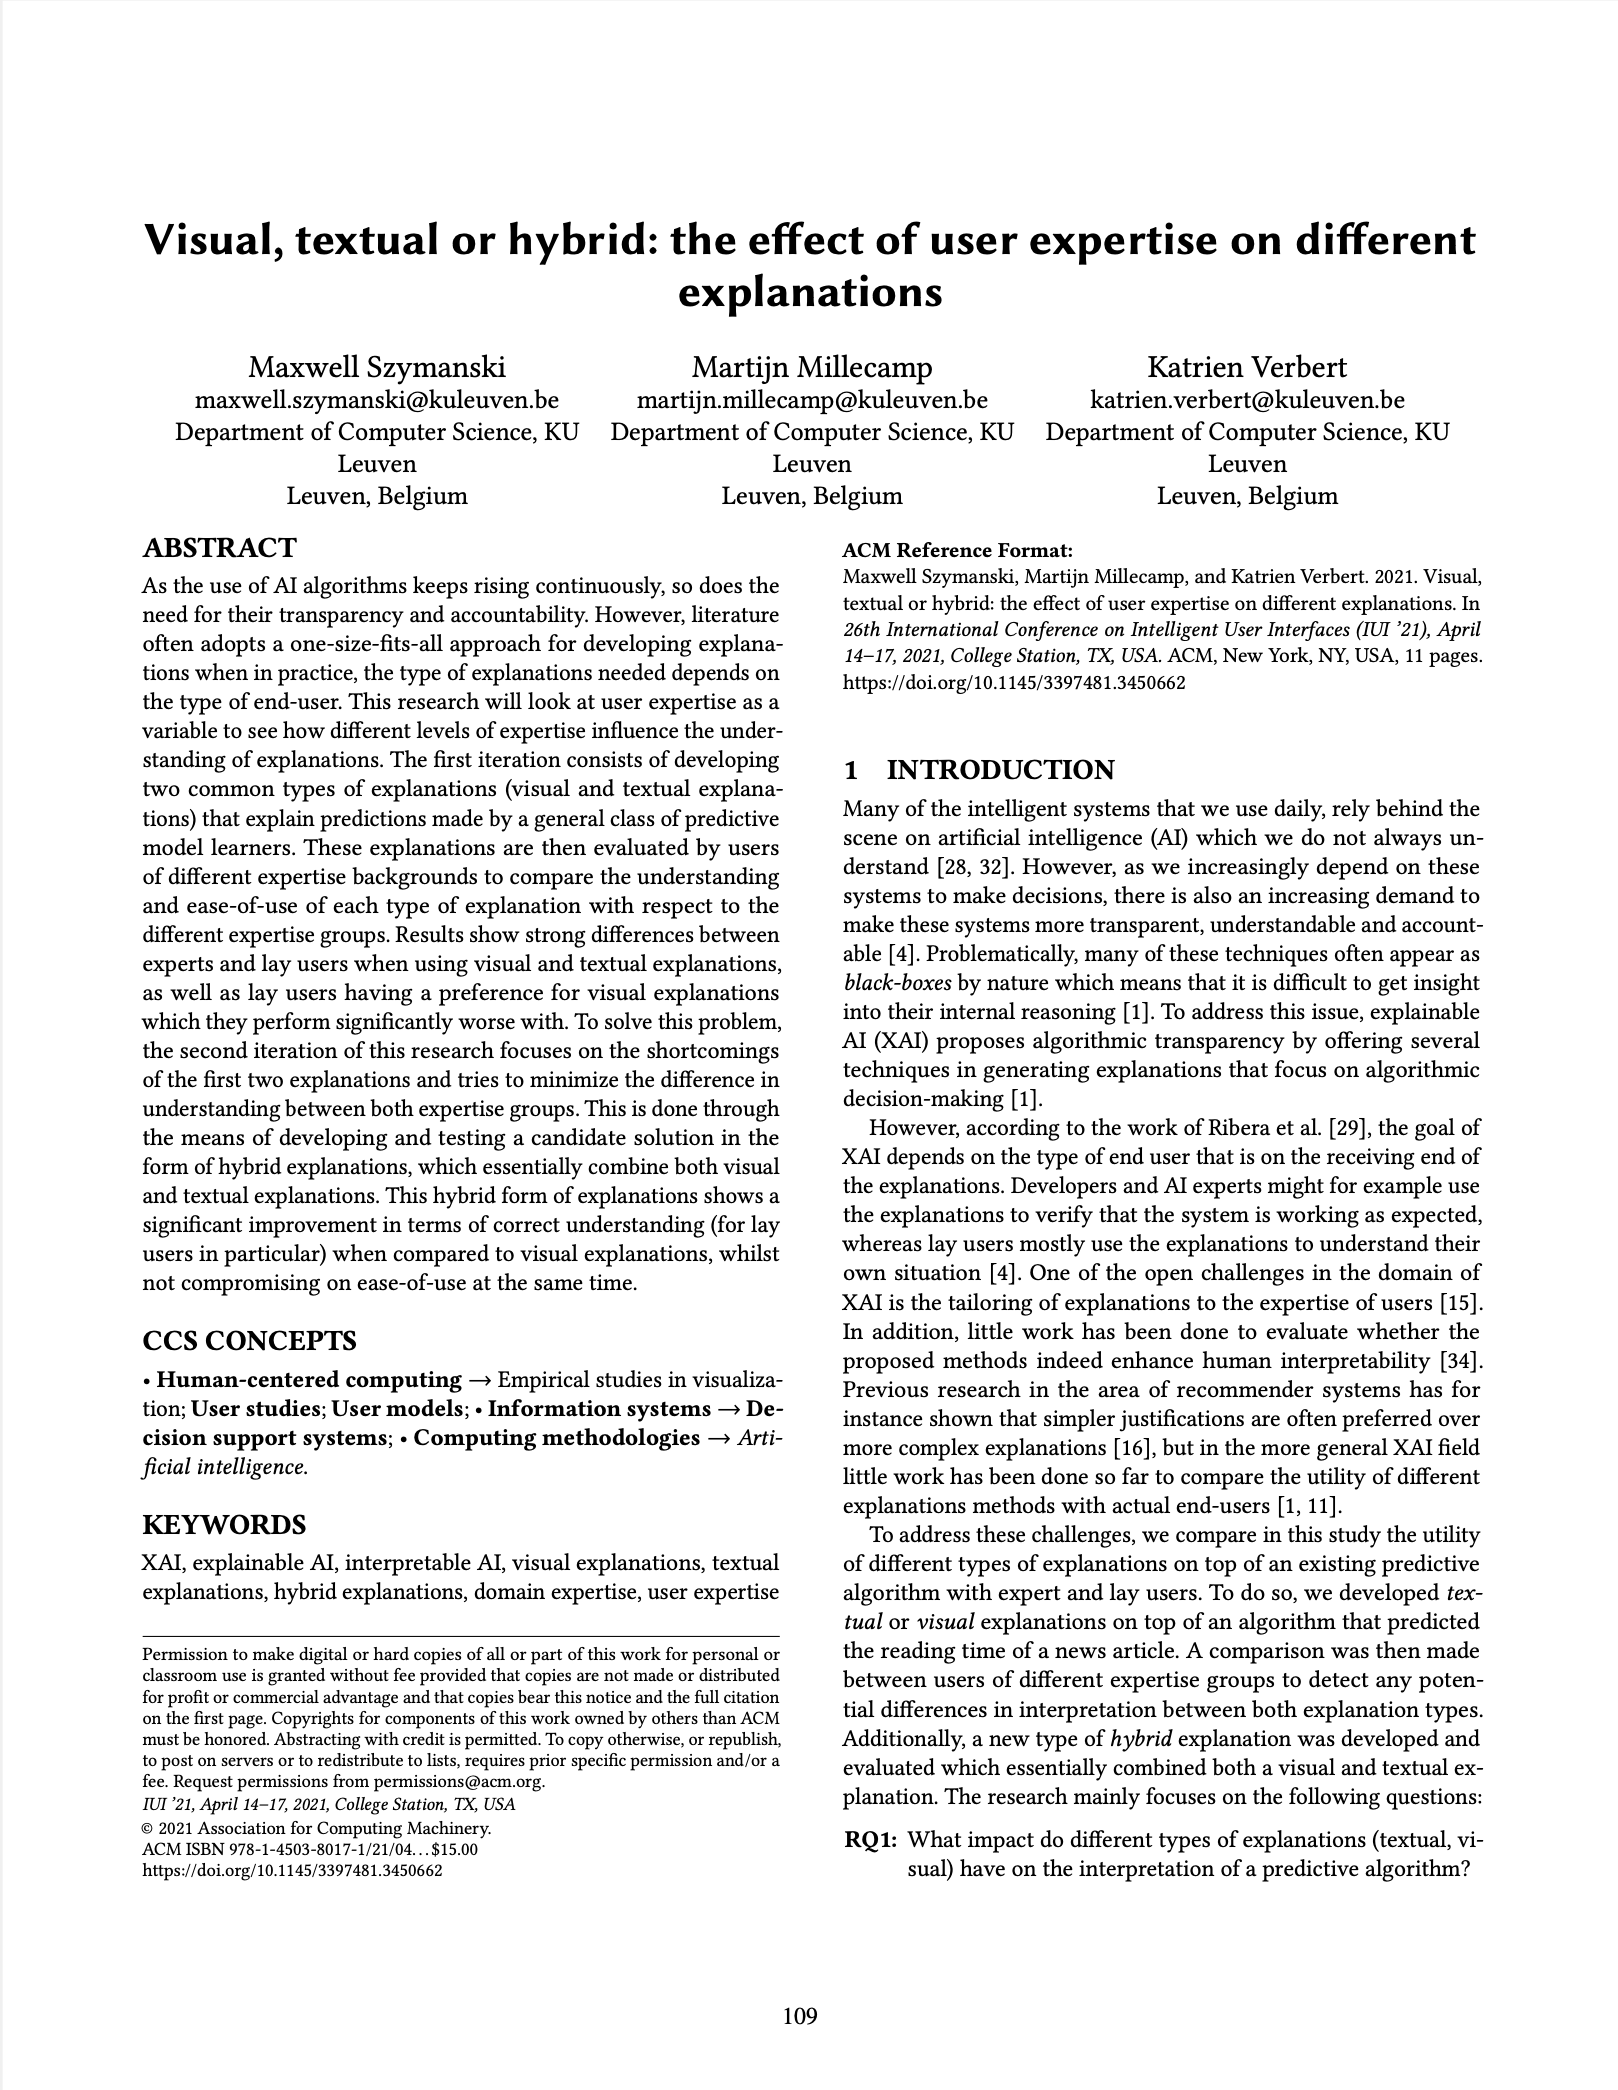 Visual, textual or hybrid: the effect of user expertise on different
explanations
Maxwell Szymanski
maxwell.szymanski@kuleuven.be
Department of Computer Science, KU
Leuven
Leuven, Belgium
Martijn Millecamp
martijn.millecamp@kuleuven.be
Department of Computer Science, KU
Leuven
Leuven, Belgium
Katrien Verbert
katrien.verbert@kuleuven.be
Department of Computer Science, KU
Leuven
Leuven, Belgium
ABSTRACT
As the use of AI algorithms keeps rising continuously, so does the
need for their transparency and accountability. However, literature
often adopts a one-size-fits-all approach for developing explana-
tions when in practice, the type of explanations needed depends on
the type of end-user. This research will look at user expertise as a
variable to see how different levels of expertise influence the under-
standing of explanations. The first iteration consists of developing
two common types of explanations (visual and textual explana-
tions) that explain predictions made by a general class of predictive
model learners. These explanations are then evaluated by users
of different expertise backgrounds to compare the understanding
and ease-of-use of each type of explanation with respect to the
different expertise groups. Results show strong differences between
experts and lay users when using visual and textual explanations,
as well as lay users having a preference for visual explanations
which they perform significantly worse with. To solve this problem,
the second iteration of this research focuses on the shortcomings
of the first two explanations and tries to minimize the difference in
understanding between both expertise groups. This is done through
the means of developing and testing a candidate solution in the
form of hybrid explanations, which essentially combine both visual
and textual explanations. This hybrid form of explanations shows a
significant improvement in terms of correct understanding (for lay
users in particular) when compared to visual explanations, whilst
not compromising on ease-of-use at the same time.
CCS CONCEPTS
• Human-centered computing → Empirical studies in visualiza-
tion; User studies; User models; • Information systems → De-
cision support systems; • Computing methodologies → Arti-
ficial intelligence.
KEYWORDS
XAI, explainable AI, interpretable AI, visual explanations, textual
explanations, hybrid explanations, domain expertise, user expertise
Permission to make digital or hard copies of all or part of this work for personal or
classroom use is granted without fee provided that copies are not made or distributed
for profit or commercial advantage and that copies bear this notice and the full citation
on the first page. Copyrights for components of this work owned by others than ACM
must be honored. Abstracting with credit is permitted. To copy otherwise, or republish,
to post on servers or to redistribute to lists, requires prior specific permission and/or a
fee. Request permissions from permissions@acm.org.
IUI ’21, April 14–17, 2021, College Station, TX, USA
© 2021 Association for Computing Machinery.
ACM ISBN 978-1-4503-8017-1/21/04...$15.00
https://doi.org/10.1145/3397481.3450662
ACM Reference Format:
Maxwell Szymanski, Martijn Millecamp, and Katrien Verbert. 2021. Visual,
textual or hybrid: the effect of user expertise on different explanations. In
26th International Conference on Intelligent User Interfaces (IUI ’21), April
14–17, 2021, College Station, TX, USA. ACM, New York, NY, USA, 11 pages.
https://doi.org/10.1145/3397481.3450662
1 INTRODUCTION
Many of the intelligent systems that we use daily, rely behind the
scene on artificial intelligence (AI) which we do not always un-
derstand [28, 32]. However, as we increasingly depend on these
systems to make decisions, there is also an increasing demand to
make these systems more transparent, understandable and account-
able [4]. Problematically, many of these techniques often appear as
black-boxes by nature which means that it is difficult to get insight
into their internal reasoning [1]. To address this issue, explainable
AI (XAI) proposes algorithmic transparency by offering several
techniques in generating explanations that focus on algorithmic
decision-making [1].
However, according to the work of Ribera et al. [29], the goal of
XAI depends on the type of end user that is on the receiving end of
the explanations. Developers and AI experts might for example use
the explanations to verify that the system is working as expected,
whereas lay users mostly use the explanations to understand their
own situation [4]. One of the open challenges in the domain of
XAI is the tailoring of explanations to the expertise of users [15].
In addition, little work has been done to evaluate whether the
proposed methods indeed enhance human interpretability [34].
Previous research in the area of recommender systems has for
instance shown that simpler justifications are often preferred over
more complex explanations [16], but in the more general XAI field
little work has been done so far to compare the utility of different
explanations methods with actual end-users [1, 11].
To address these challenges, we compare in this study the utility
of different types of explanations on top of an existing predictive
algorithm with expert and lay users. To do so, we developed tex-
tual or visual explanations on top of an algorithm that predicted
the reading time of a news article. A comparison was then made
between users of different expertise groups to detect any poten-
tial differences in interpretation between both explanation types.
Additionally, a new type of hybrid explanation was developed and
evaluated which essentially combined both a visual and textual ex-
planation. The research mainly focuses on the following questions:
RQ1: What impact do different types of explanations (textual, vi-
sual) have on the interpretation of a predictive algorithm?
109